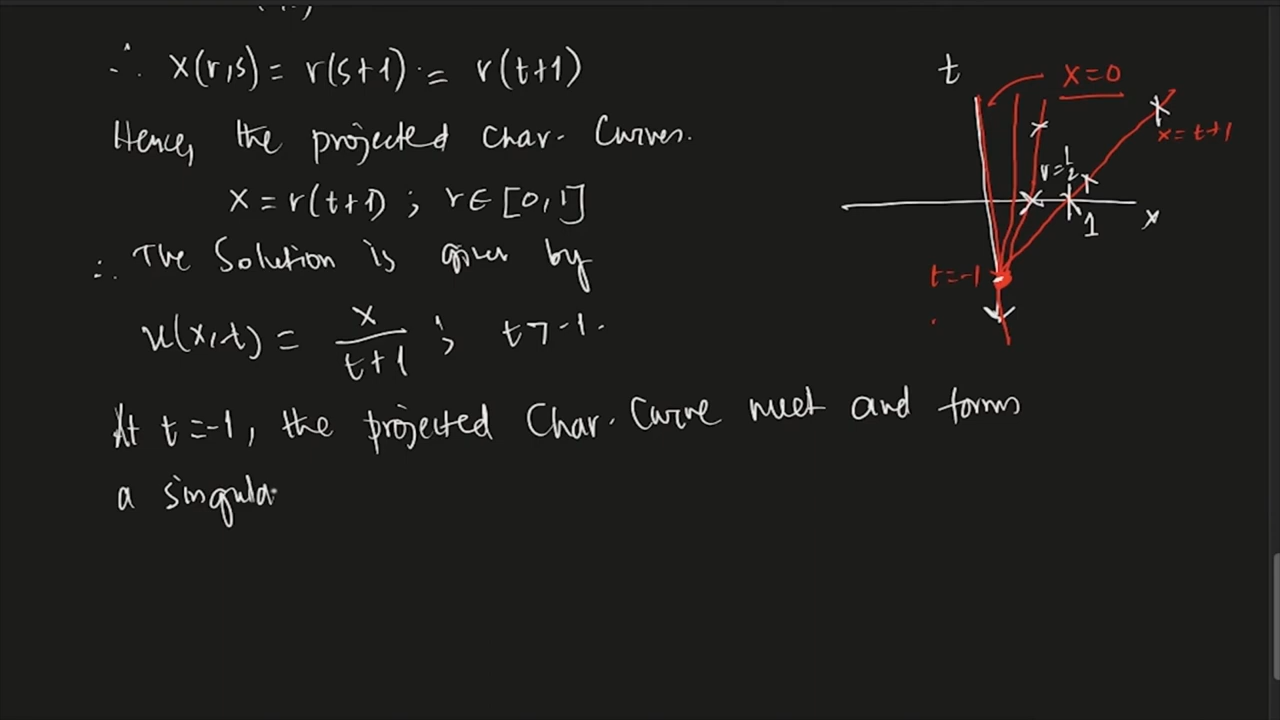 ∴ x(r,s) = r(s+1) = r(t+1)
Hence, the projected char. Curves.
x = r(t+1) ; r ∈ [0,1]
∴ The Solution is given by
u(x,t) = x/(t+1) ; t > -1.
At t = -1, the projected Char. Curve meet and forms
a singula
t
x=0
x=t+1
r=1/2
1
x
t=-1